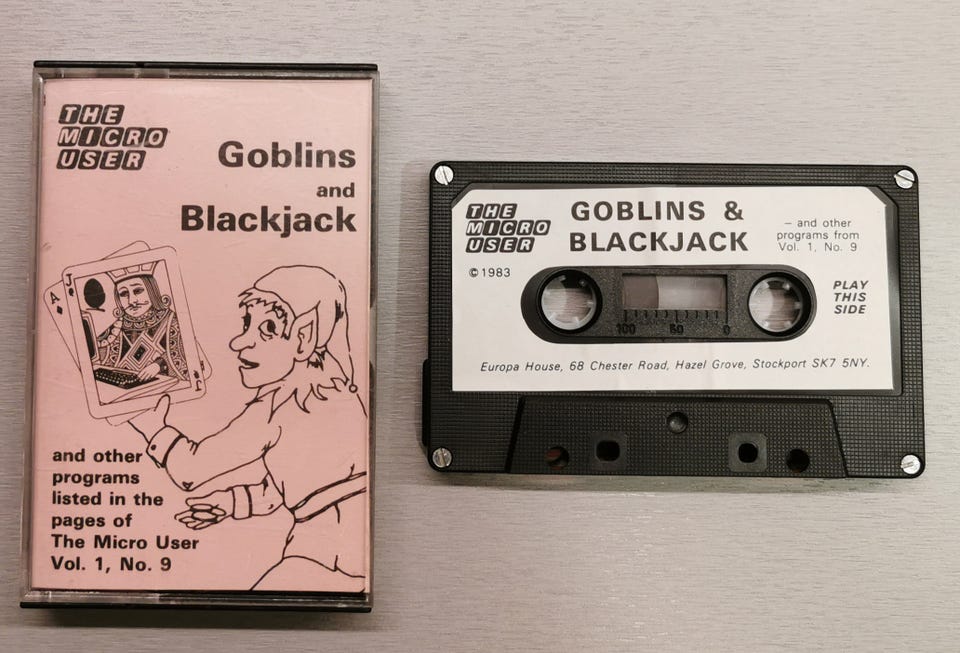 THE
MICRO
USER
Goblins
and
Blackjack
A
J
J
and other
programs
listed in the
pages of
The Micro User
Vol. 1, No. 9
THE
MICRO
USER
GOBLINS &
BLACKJACK
– and other
programs from
Vol. 1, No. 9
©1983
PLAY
THIS
SIDE
100 50 0
Europa House, 68 Chester Road, Hazel Grove, Stockport SK7 5NY.